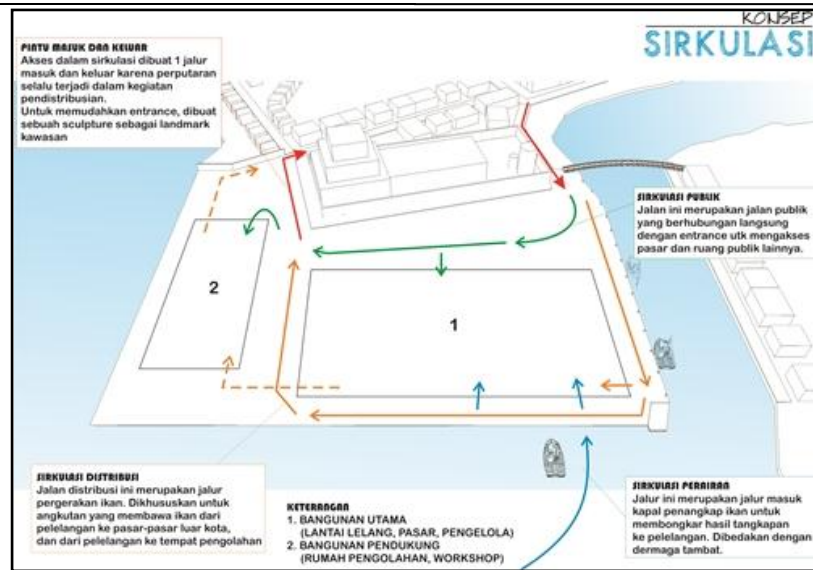 KONSEP
SIRKULASI
PINTU MASUK DAN KELUAR
Akses dalam sirkulasi dibuat 1 jalur
masuk dan keluar karena perputaran
selalu terjadi dalam kegiatan
pendistribusian.
Untuk memudahkan entrance, dibuat
sebuah sculpture sebagai landmark
kawasan
SIRKULASI PUBLIK
Jalan ini merupakan jalan publik
yang berhubungan langsung
dengan entrance utk mengakses
pasar dan ruang publik lainnya.
2
1
SIRKULASI DISTRIBUSI
Jalan distribusi ini merupakan jalur
pergerakan ikan. Dikhususkan untuk
angkutan yang membawa ikan dari
pelelangan ke pasar-pasar luar kota,
dan dari pelelangan ke tempat pengolahan
KETERANGAN
1. BANGUNAN UTAMA
(LANTAI LELANG, PASAR, PENGELOLA)
2. BANGUNAN PENDUKUNG
(RUMAH PENGOLAHAN, WORKSHOP)
SIRKULASI PERAIRAN
Jalur ini merupakan jalur masuk
kapal penangkap ikan untuk
membongkar hasil tangkapan
ke pelelangan. Dibedakan dengan
dermaga tambat.